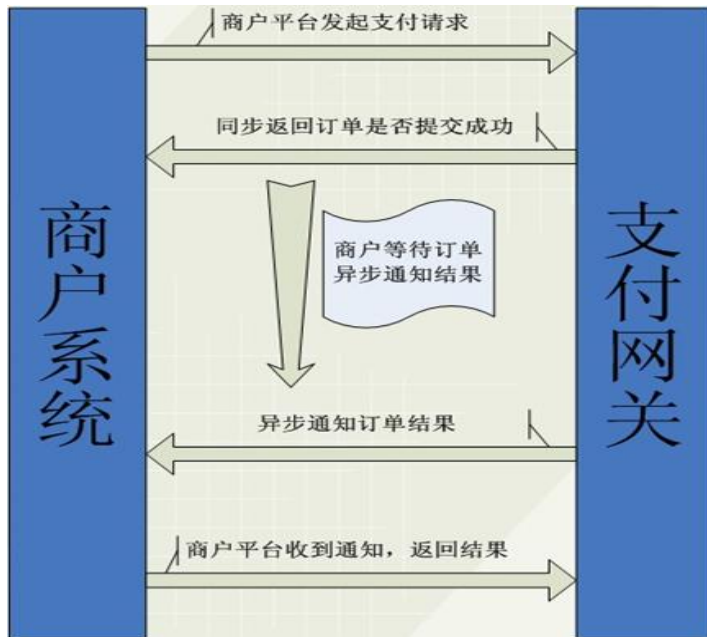 商户平台发起支付请求
同步返回订单是否提交成功
商户等待订单
异步通知结果
商户系统
支付网关
异步通知订单结果
商户平台收到通知，返回结果